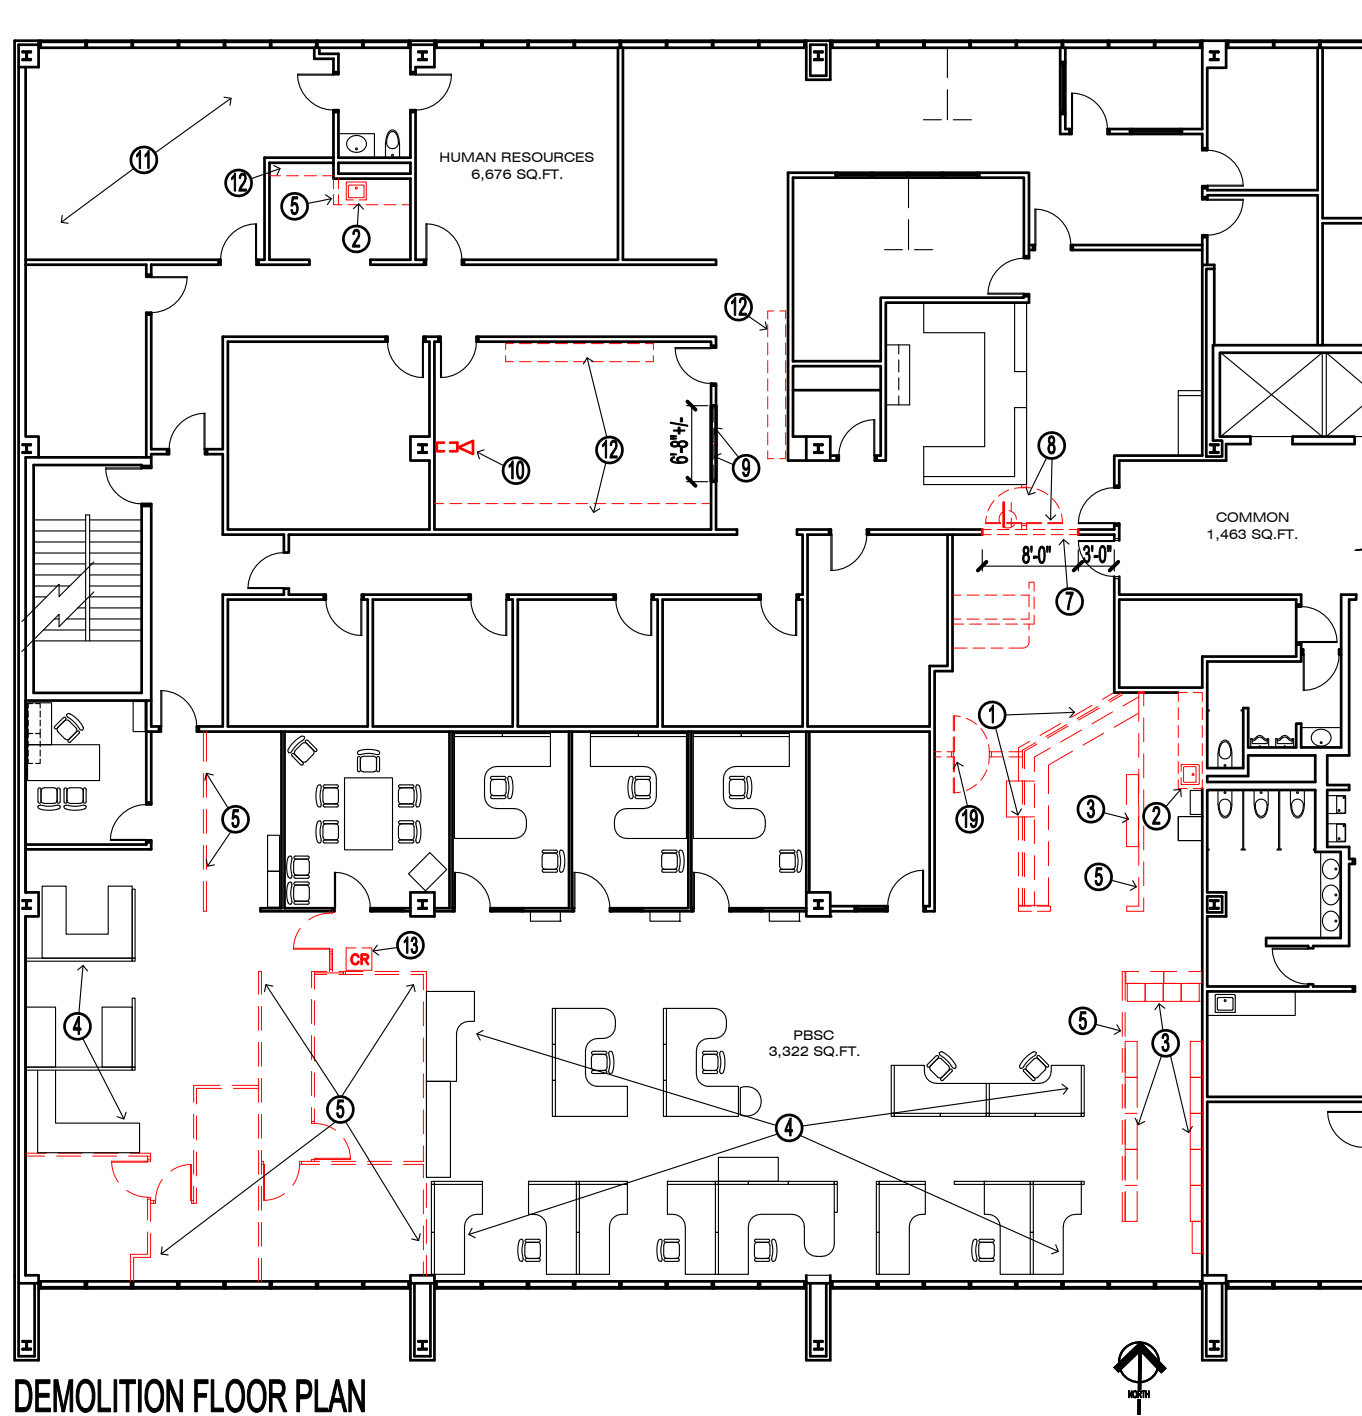 11
HUMAN RESOURCES
6,676 SQ.FT.
12
5
2
12
8
6'-8"+/-
12
9
10
COMMON
1,463 SQ.FT.
8'-0"
3'-0"
7
1
5
19
3
2
5
13
CR
4
5
PBSC
3,322 SQ.FT.
3
5
4
NORTH
DEMOLITION FLOOR PLAN